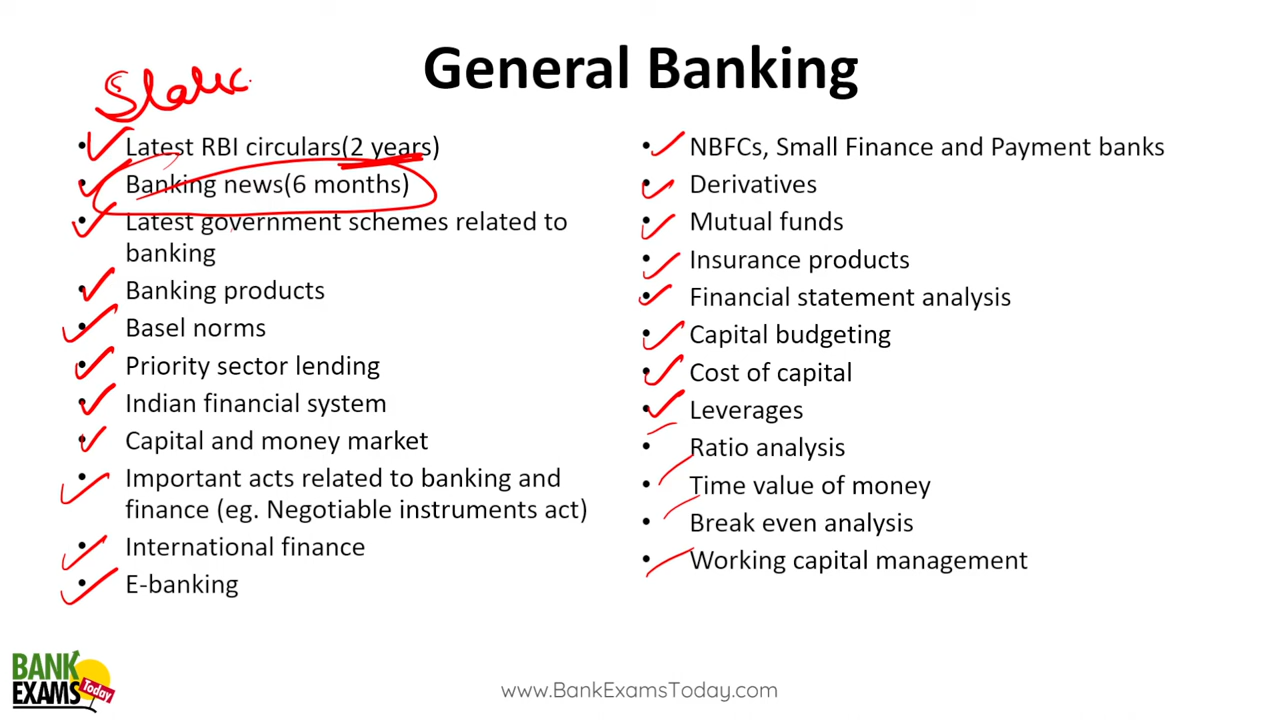 General Banking
Static
• Latest RBI circulars(2 years)
• Banking news(6 months)
• Latest government schemes related to
banking
• Banking products
• Basel norms
• Priority sector lending
• Indian financial system
• Capital and money market
• Important acts related to banking and
finance (eg. Negotiable instruments act)
• International finance
• E-banking
• NBFCs, Small Finance and Payment banks
• Derivatives
• Mutual funds
• Insurance products
• Financial statement analysis
• Capital budgeting
• Cost of capital
• Leverages
• Ratio analysis
• Time value of money
• Break even analysis
• Working capital management
BANK
EXAMS
Today
www.BankExamsToday.com